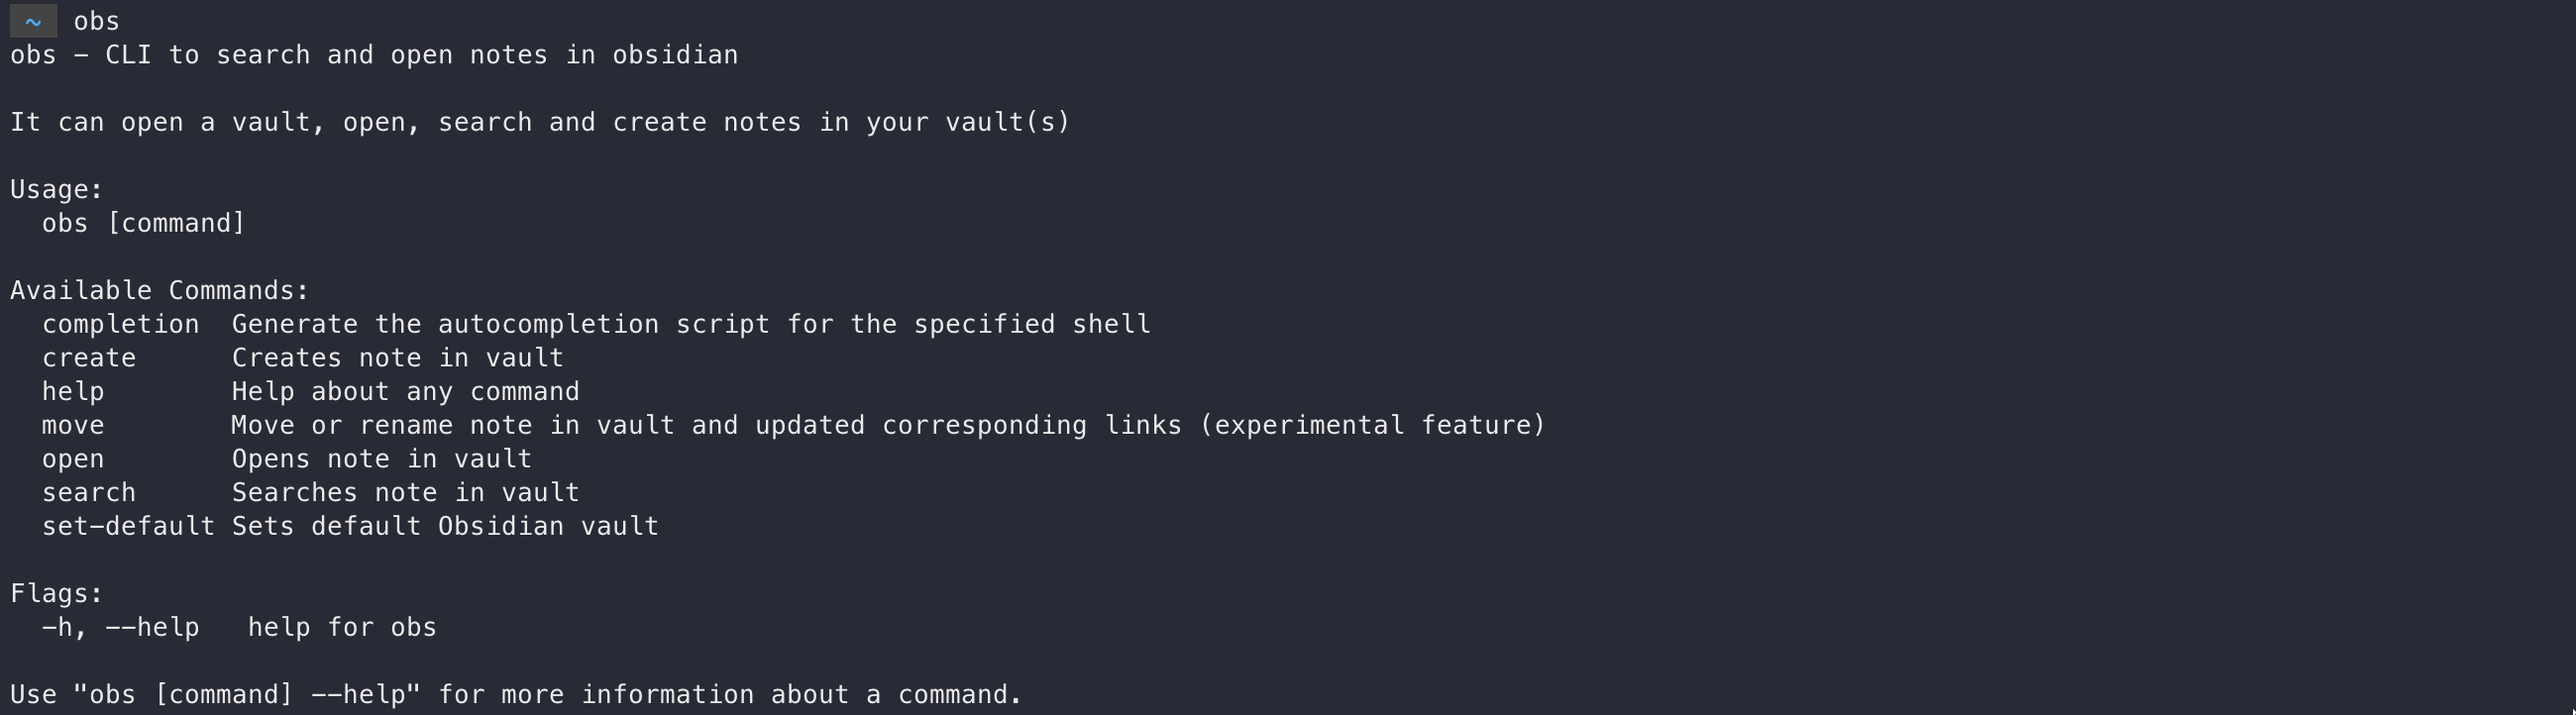 ~ obs
obs - CLI to search and open notes in obsidian
It can open a vault, open, search and create notes in your vault(s)
Usage:
  obs [command]
Available Commands:
  completion  Generate the autocompletion script for the specified shell
  create      Creates note in vault
  help        Help about any command
  move        Move or rename note in vault and updated corresponding links (experimental feature)
  open        Opens note in vault
  search      Searches note in vault
  set-default Sets default Obsidian vault
Flags:
  -h, --help   help for obs
Use "obs [command] --help" for more information about a command.